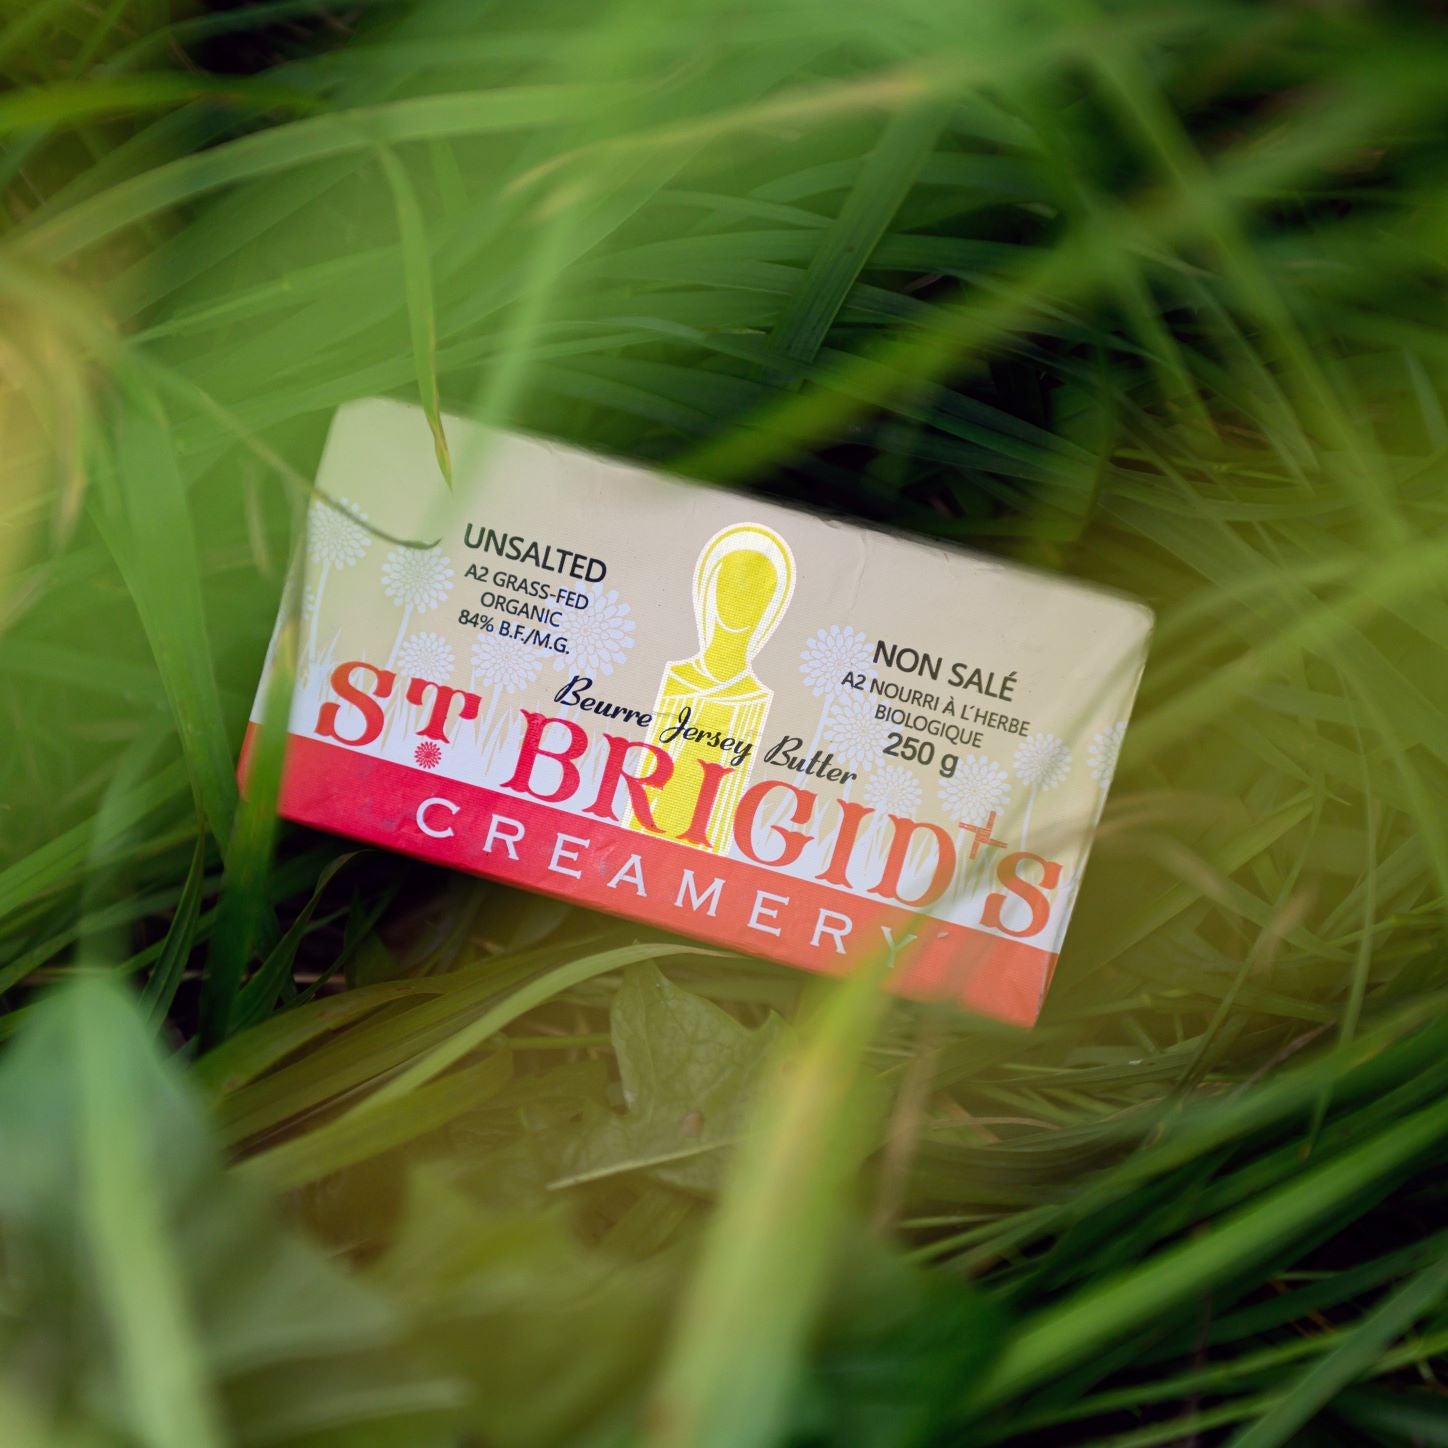 UNSALTED
A2 GRASS-FED
ORGANIC
84% B.F./M.G.
NON SALÉ
A2 NOURRI À L´HERBE
BIOLOGIQUE
250 g
Beurre Jersey Butter
ST BRIGID'S
CREAMERY